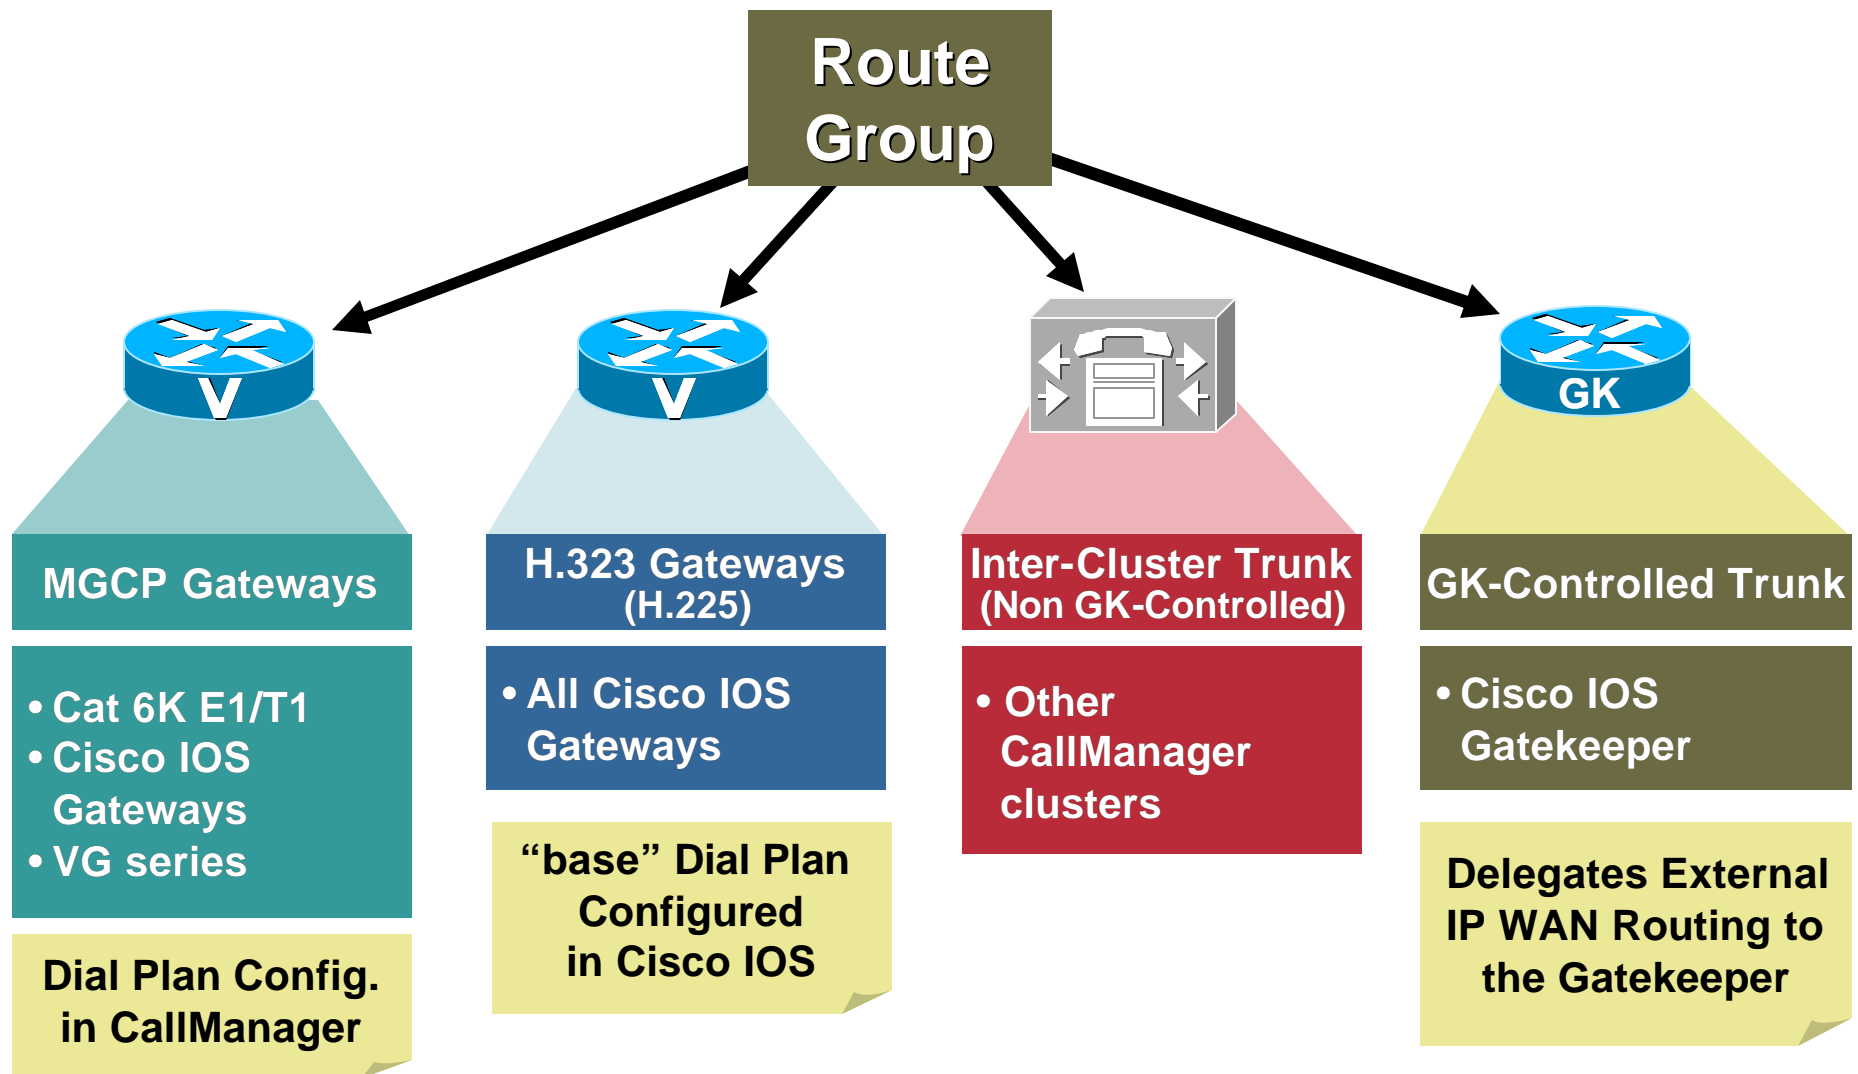 Route
Group
V
V
GK
MGCP Gateways
• Cat 6K E1/T1
• Cisco IOS
Gateways
• VG series
Dial Plan Config.
in CallManager
H.323 Gateways
(H.225)
• All Cisco IOS
Gateways
“base” Dial Plan
Configured
in Cisco IOS
Inter-Cluster Trunk
(Non GK-Controlled)
• Other
CallManager
clusters
GK-Controlled Trunk
• Cisco IOS
Gatekeeper
Delegates External
IP WAN Routing to
the Gatekeeper